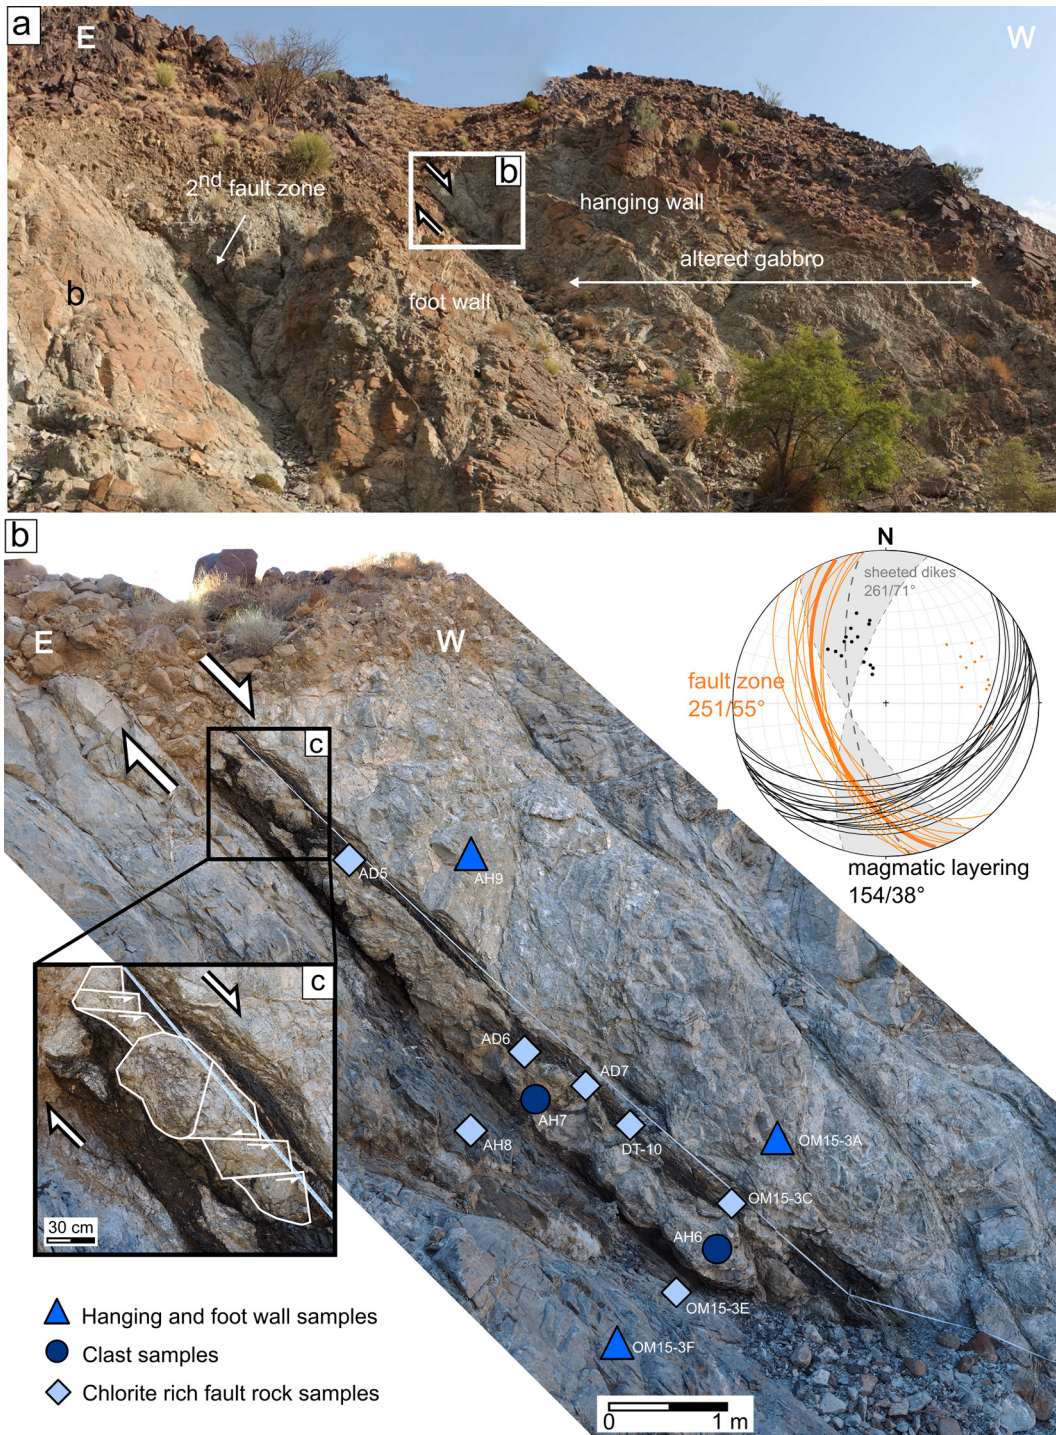 a
E
W
2nd fault zone
b
hanging wall
altered gabbro
b
foot wall
b
N
sheeted dikes
261/71°
E
W
fault zone
251/55°
c
magmatic layering
154/38°
AD5
AH9
c
AD6
AD7
AH7
AH8
DT-10
OM15-3A
OM15-3C
AH6
30 cm
OM15-3E
OM15-3F
Hanging and foot wall samples
Clast samples
Chlorite rich fault rock samples
0 1 m